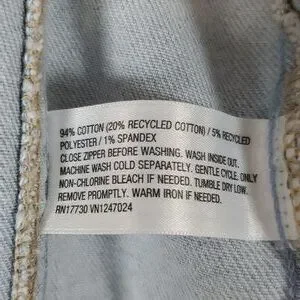 94% COTTON (20% RECYCLED COTTON) / 5% RECYCLED
POLYESTER / 1% SPANDEX
CLOSE ZIPPER BEFORE WASHING. WASH INSIDE OUT.
MACHINE WASH COLD SEPARATELY. GENTLE CYCLE. ONLY
NON-CHLORINE BLEACH IF NEEDED. TUMBLE DRY LOW.
REMOVE PROMPTLY. WARM IRON IF NEEDED.
RN17730 VN1247024